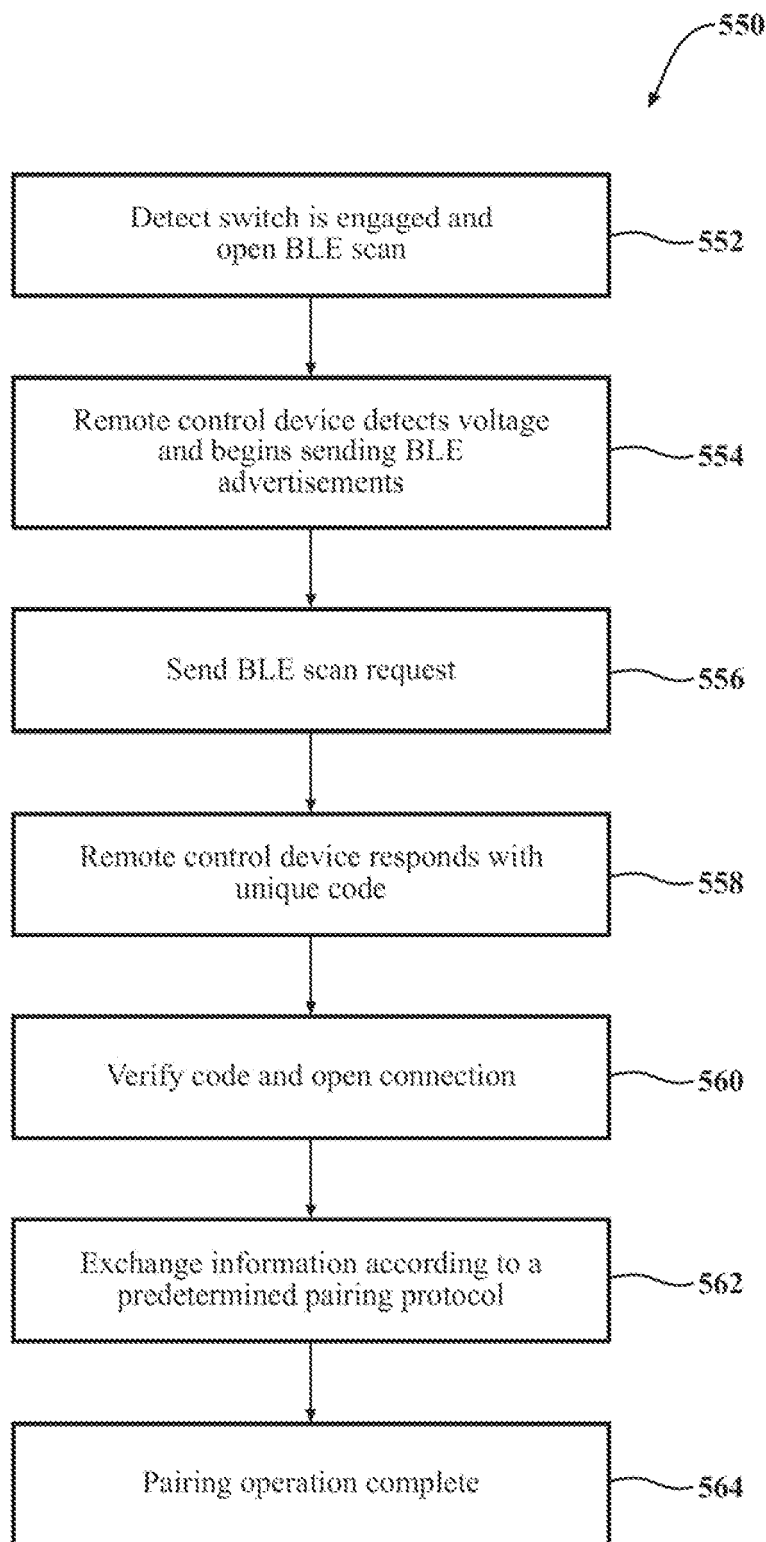 550
Detect switch is engaged and
open BLE scan
552
Remote control device detects voltage
and begins sending BLE
advertisements
554
Send BLE scan request
556
Remote control device responds with
unique code
558
Verify code and open connection
560
Exchange information according to a
predetermined pairing protocol
562
Pairing operation complete
564